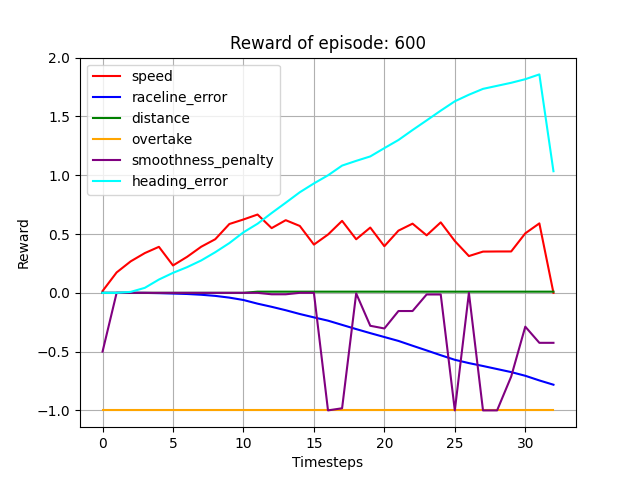 Reward of episode: 600
2.0
1.5
1.0
0.5
0.0
−0.5
−1.0
Reward
speed
raceline_error
distance
overtake
smoothness_penalty
heading_error
0 5 10 15 20 25 30
Timesteps